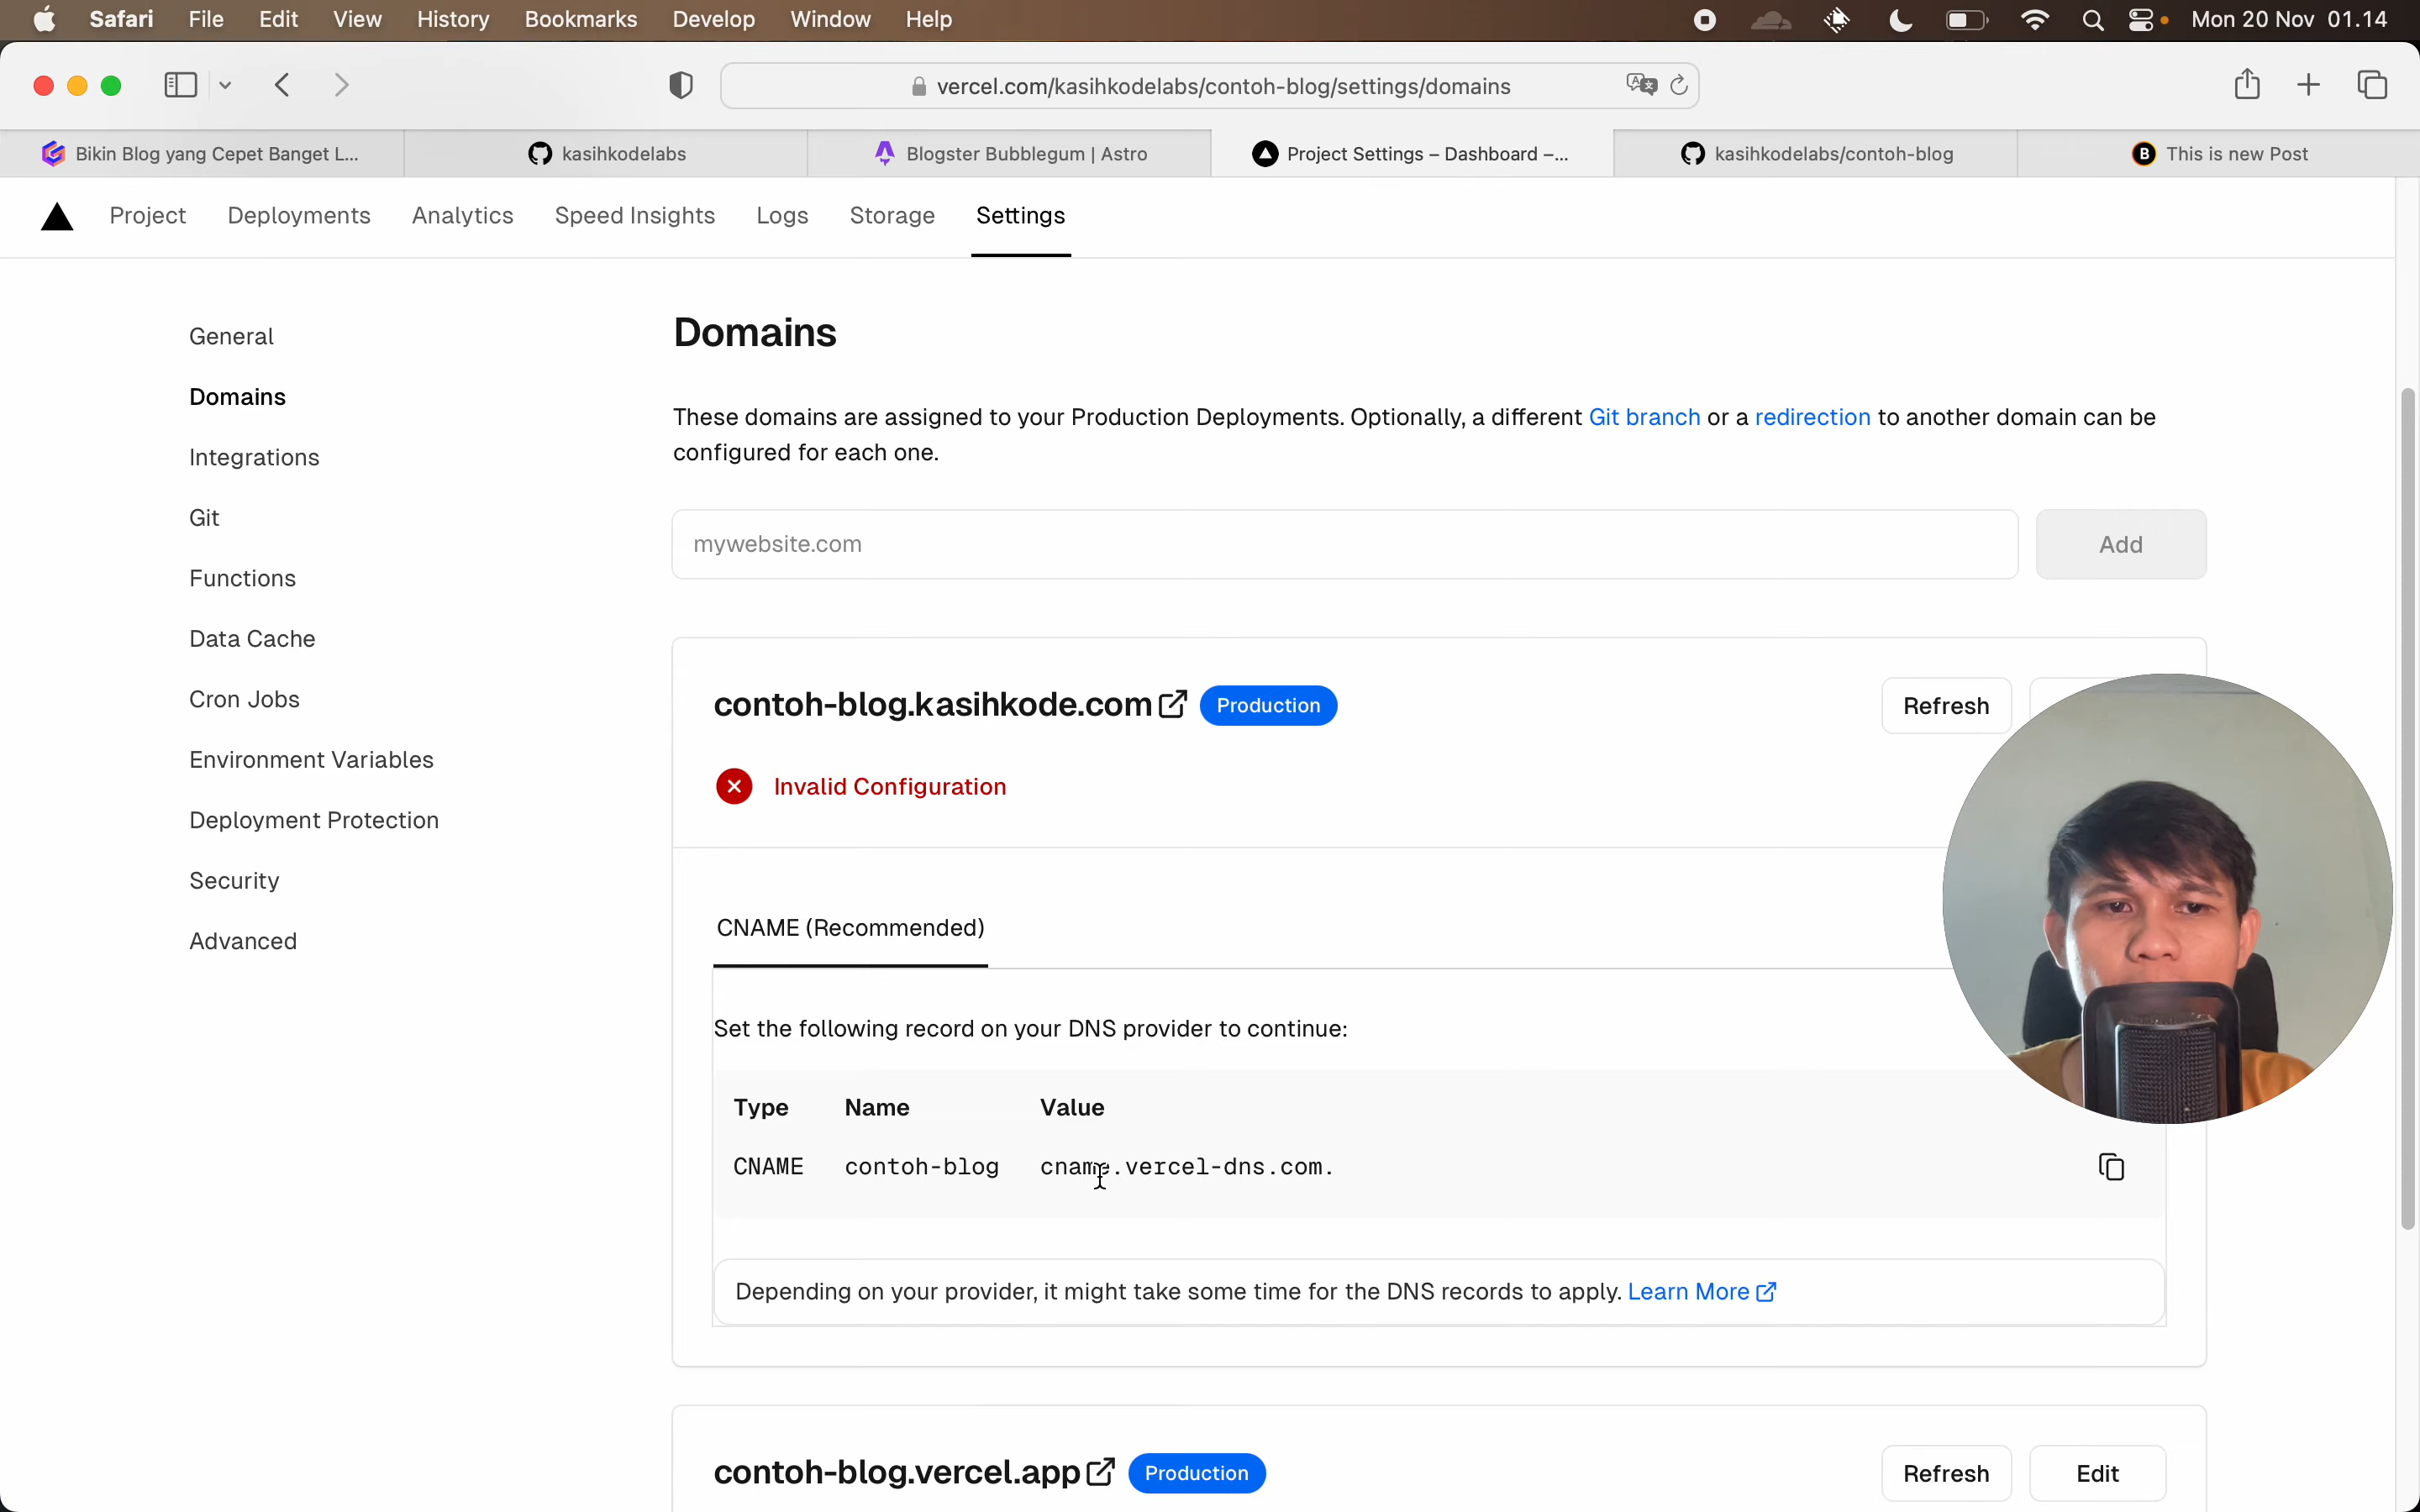 Safari File Edit View History Bookmarks Develop Window Help Mon 20 Nov 01.14
vercel.com/kasihkodelabs/contoh-blog/settings/domains
Bikin Blog yang Cepet Banget L... kasihkodelabs Blogster Bubblegum | Astro Project Settings – Dashboard –... kasihkodelabs/contoh-blog This is new Post
Project Deployments Analytics Speed Insights Logs Storage Settings
General
Domains
Integrations
Git
Functions
Data Cache
Cron Jobs
Environment Variables
Deployment Protection
Security
Advanced
Domains
These domains are assigned to your Production Deployments. Optionally, a different Git branch or a redirection to another domain can be
configured for each one.
mywebsite.com Add
contoh-blog.kasihkode.com Production Refresh
Invalid Configuration
CNAME (Recommended)
Set the following record on your DNS provider to continue:
Type Name Value
CNAME contoh-blog cname.vercel-dns.com.
Depending on your provider, it might take some time for the DNS records to apply. Learn More
contoh-blog.vercel.app Production Refresh Edit